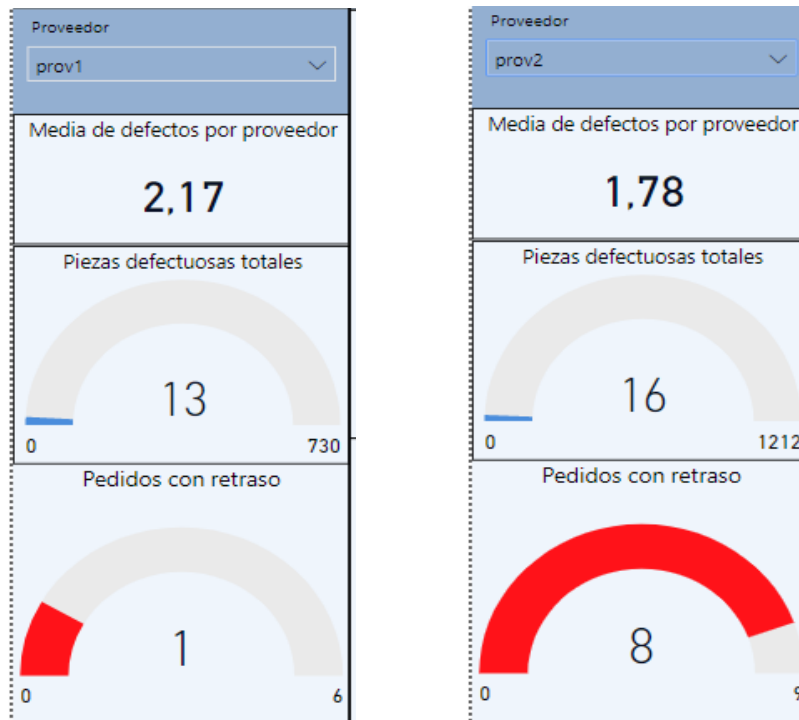 Proveedor
prov1
Media de defectos por proveedor
2,17
Piezas defectuosas totales
13
0
730
Pedidos con retraso
1
0
6
Proveedor
prov2
Media de defectos por proveedor
1,78
Piezas defectuosas totales
16
0
1212
Pedidos con retraso
8
0
9